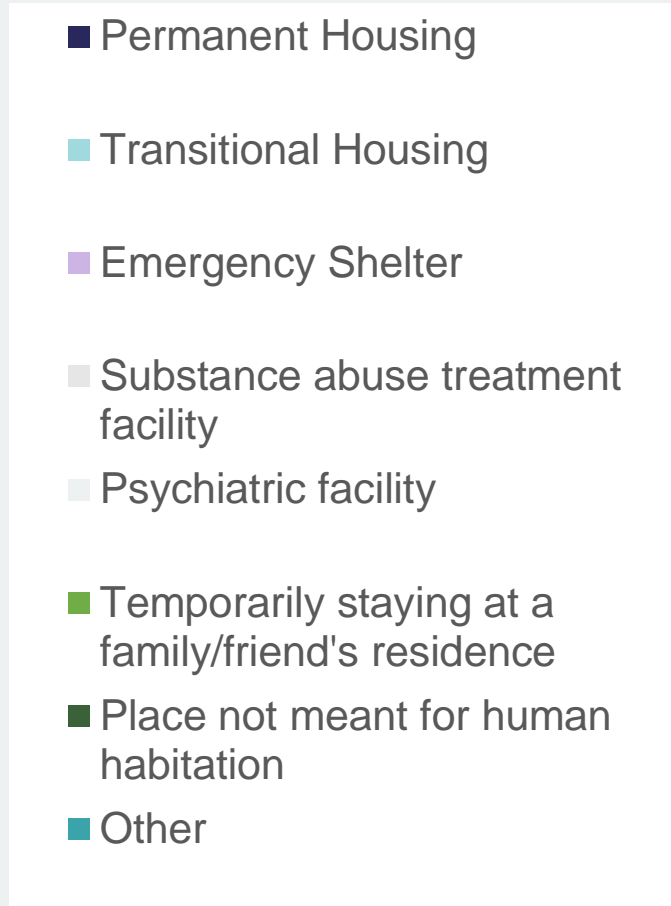 Permanent Housing
Transitional Housing
Emergency Shelter
Substance abuse treatment
facility
Psychiatric facility
Temporarily staying at a
family/friend's residence
Place not meant for human
habitation
Other